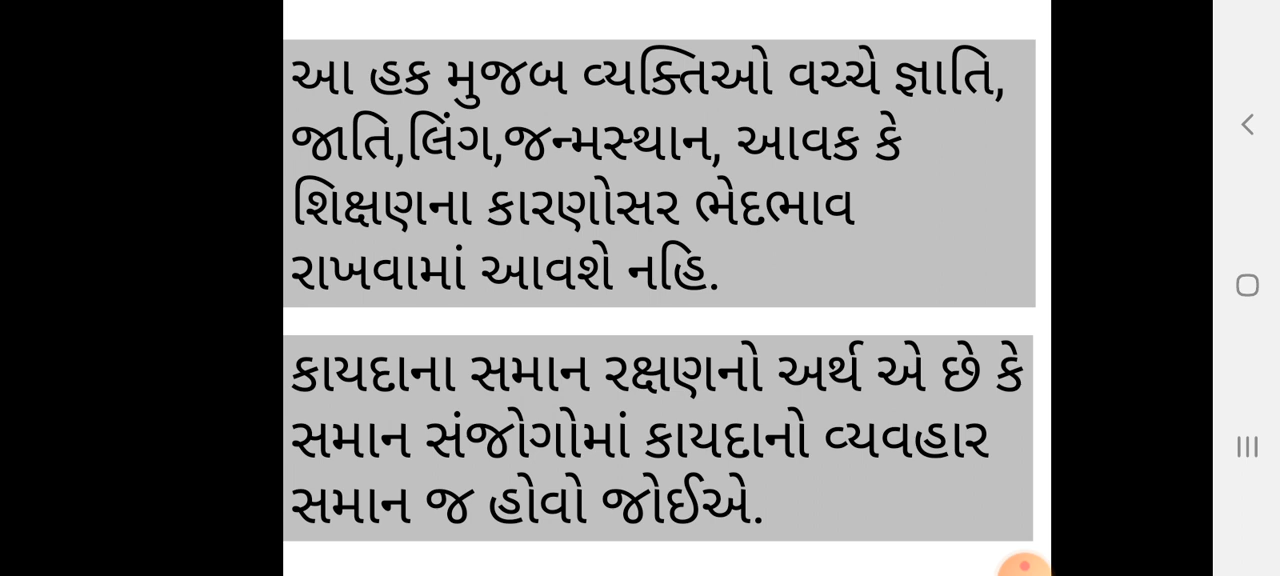 આ હક મુજબ વ્યક્તિઓ વચ્ચે જ્ઞાતિ,
જાતિ,લિંગ,જન્મસ્થાન, આવક કે
શિક્ષણના કારણોસર ભેદભાવ
રાખવામાં આવશે નહિ.
કાયદાના સમાન રક્ષણનો અર્થ એ છે કે
સમાન સંજોગોમાં કાયદાનો વ્યવહાર
સમાન જ હોવો જોઈએ.